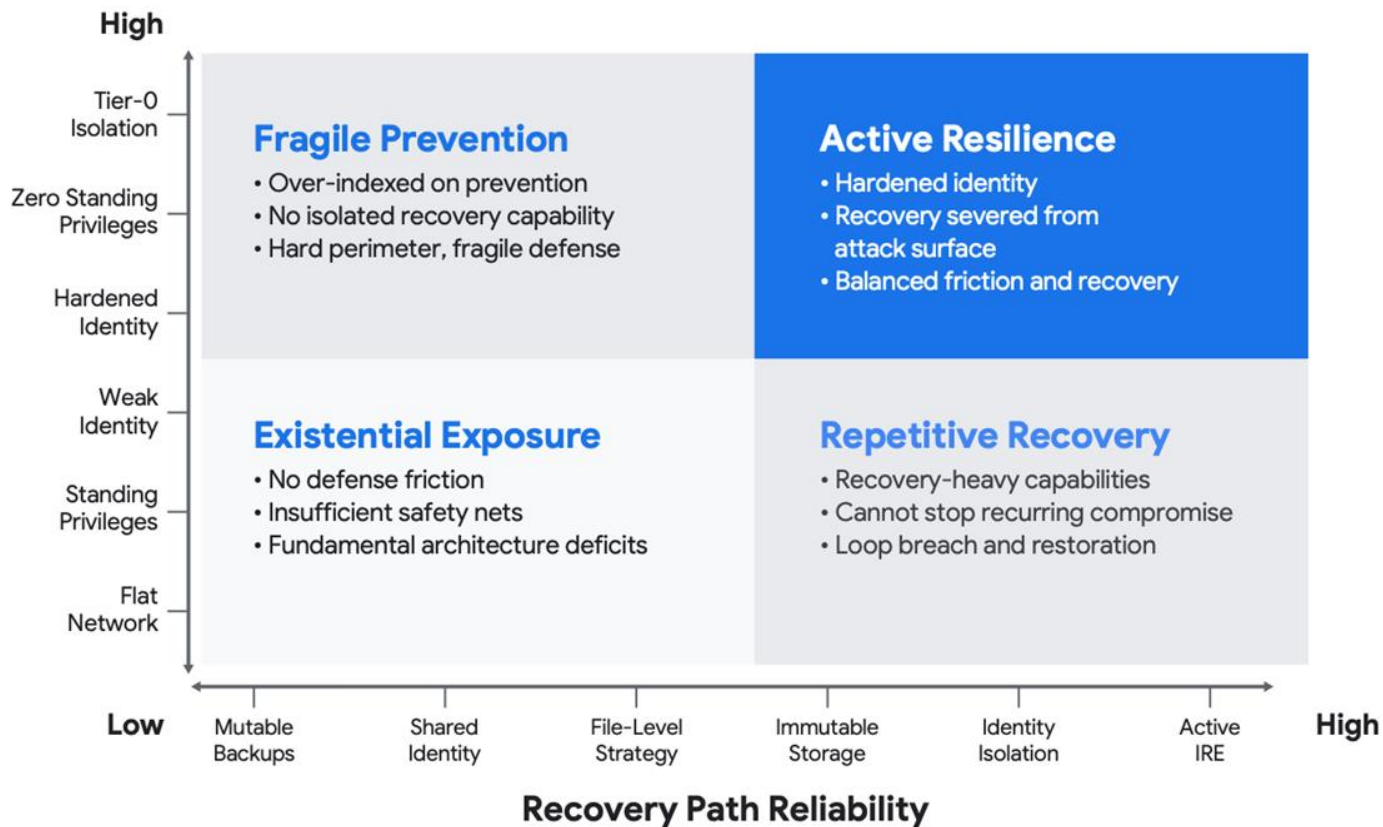 High
Tier-0
Isolation
Zero Standing
Privileges
Hardened
Identity
Weak
Identity
Standing
Privileges
Flat
Network
Fragile Prevention
• Over-indexed on prevention
• No isolated recovery capability
• Hard perimeter, fragile defense
Active Resilience
• Hardened identity
• Recovery severed from
attack surface
• Balanced friction and recovery
Existential Exposure
• No defense friction
• Insufficient safety nets
• Fundamental architecture deficits
Repetitive Recovery
• Recovery-heavy capabilities
• Cannot stop recurring compromise
• Loop breach and restoration
Low
Mutable
Backups
Shared
Identity
File-Level
Strategy
Immutable
Storage
Identity
Isolation
Active
IRE
High
Recovery Path Reliability